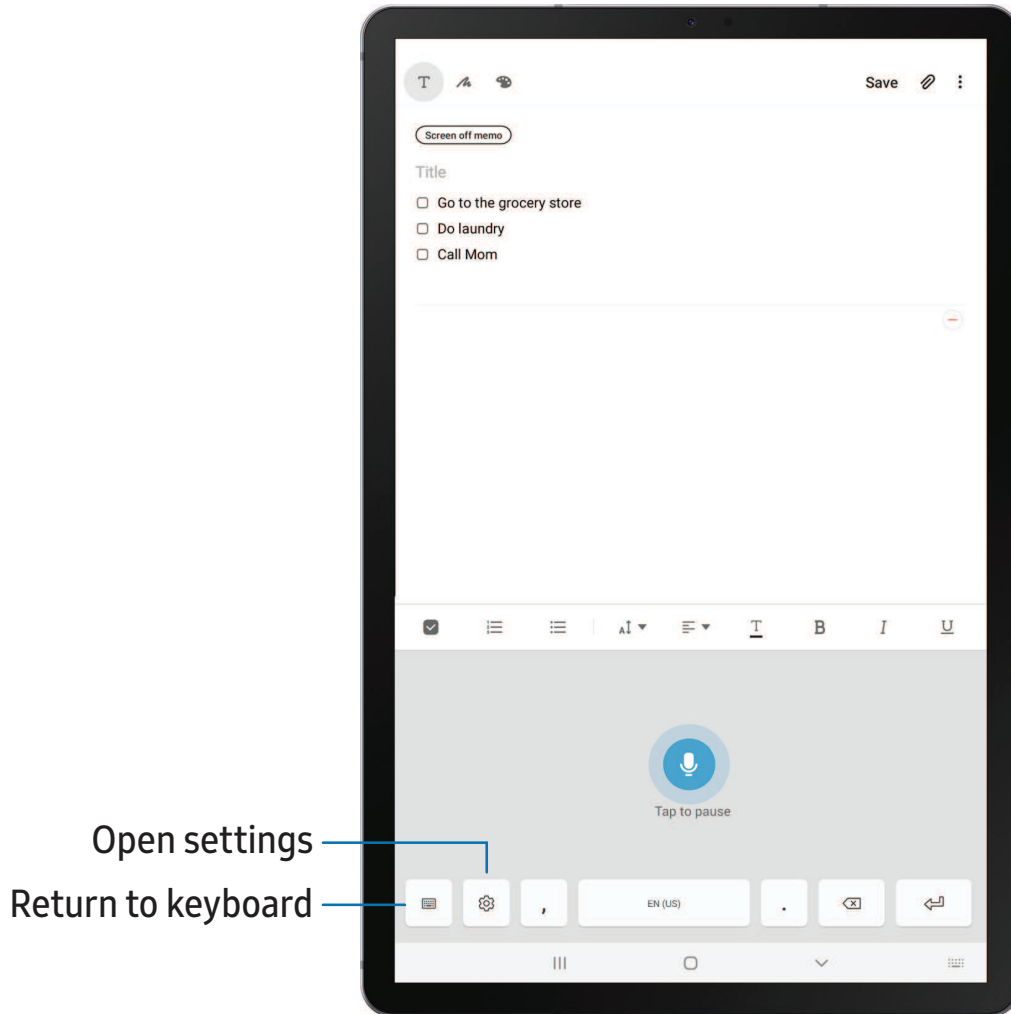 T
Save
Screen off memo
Title
Go to the grocery store
Do laundry
Call Mom
A T B I U
Tap to pause
Open settings
Return to keyboard
, EN (US) .